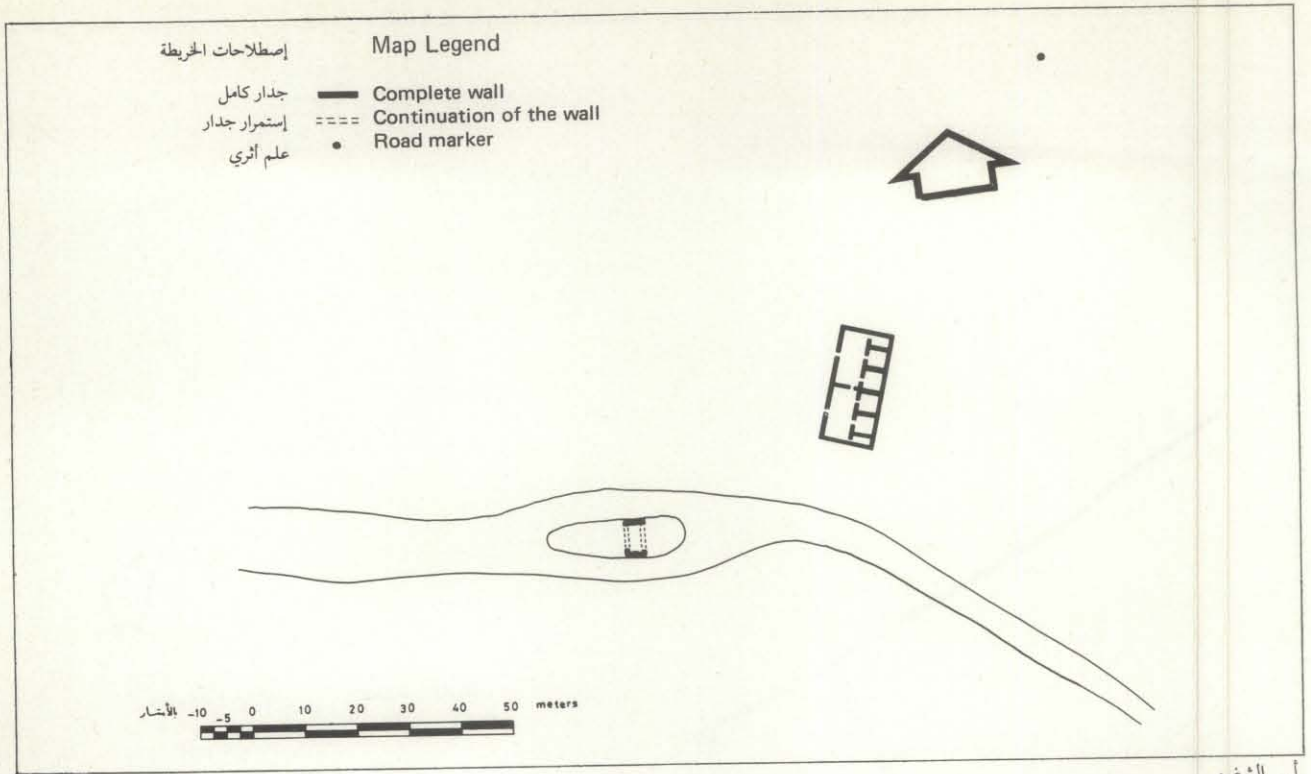 إصطلاحات الخريطة
Map Legend
جدار كامل
Complete wall
إستمرار جدار
Continuation of the wall
علم أثري
Road marker
بالأمتار -10 -5 0 10 20 30 40 50 meters